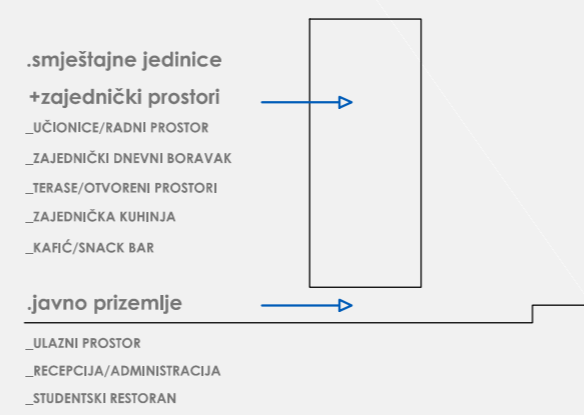 .smještajne jedinice
+zajednički prostori
_UČIONICE/RADNI PROSTOR
_ZAJEDNIČKI DNEVNI BORAVAK
_TERASE/OTVORENI PROSTORI
_ZAJEDNIČKA KUHINJA
_KAFIĆ/SNACK BAR
.javno prizemlje
_ULAZNI PROSTOR
_RECEPCIJA/ADMINISTRACIJA
_STUDENTSKI RESTORAN